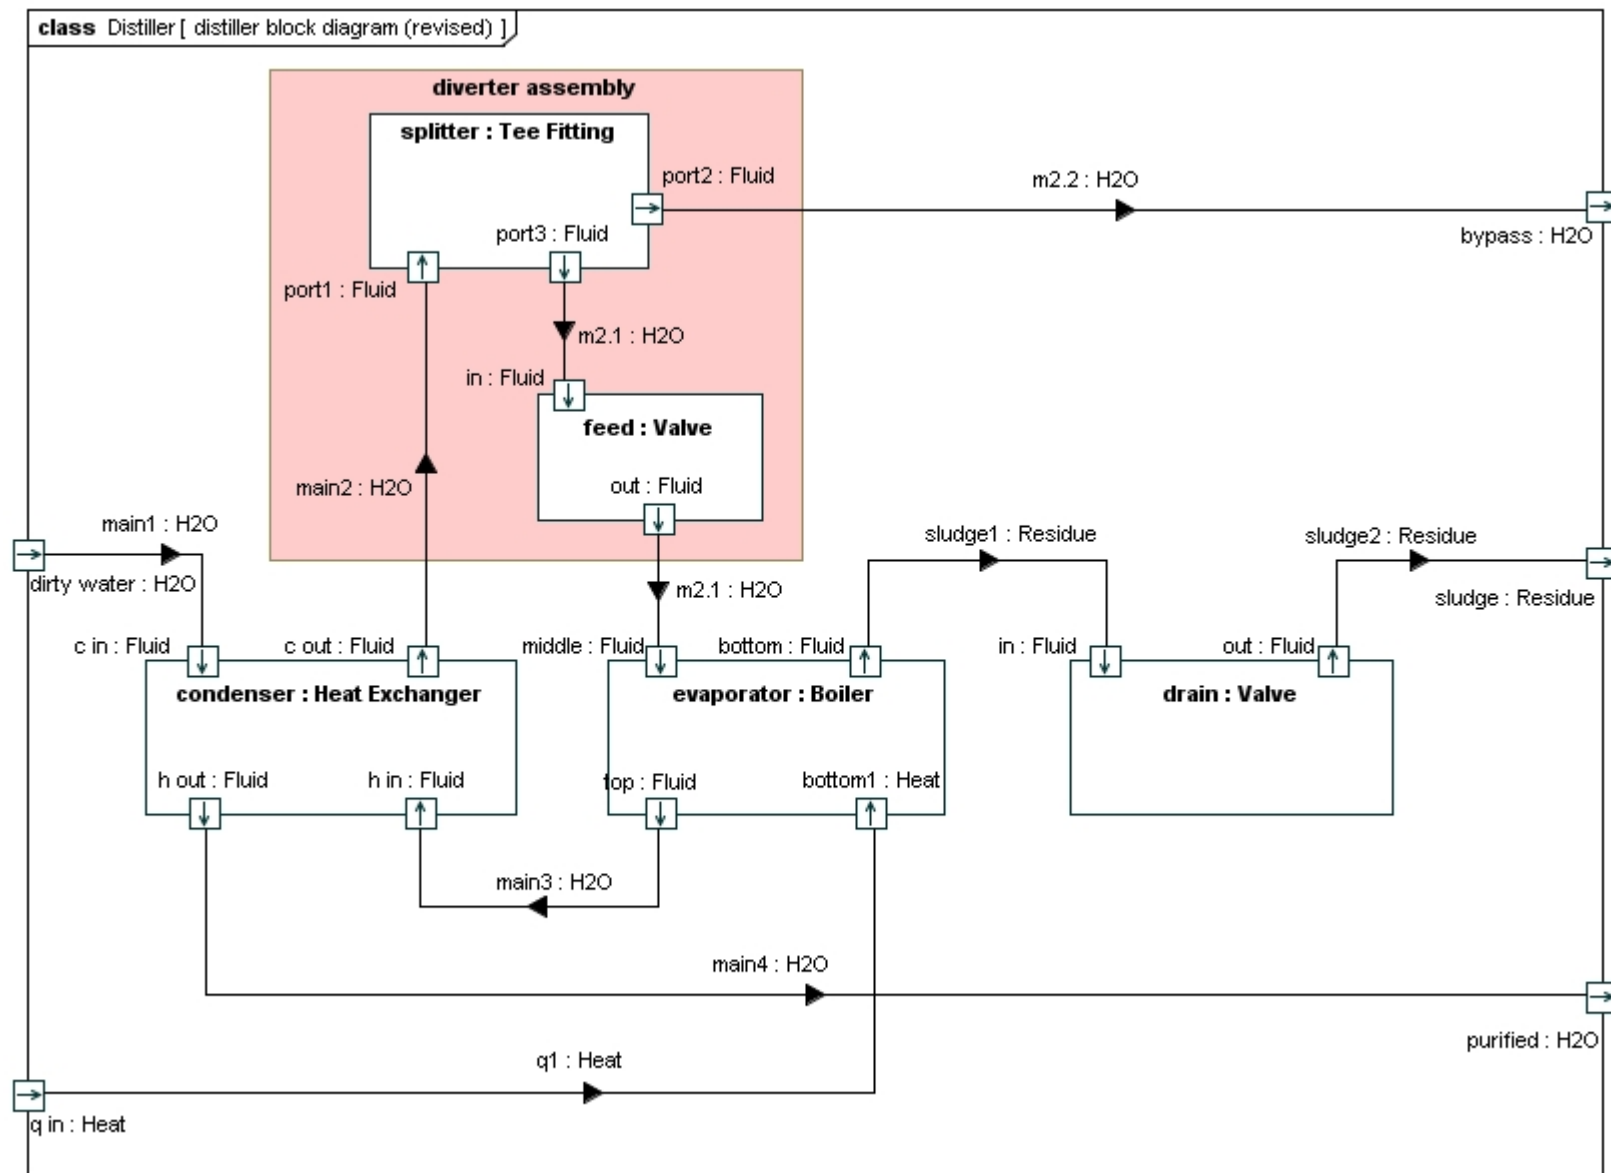 class Distiller [ distiller block diagram (revised) ]
diverter assembly
splitter : Tee Fitting
port2 : Fluid
m2.2 : H2O
port3 : Fluid
bypass : H2O
port1 : Fluid
m2.1 : H2O
in : Fluid
feed : Valve
main2 : H2O
out : Fluid
main1 : H2O
sludge1 : Residue
sludge2 : Residue
dirty water : H2O
m2.1 : H2O
sludge : Residue
c in : Fluid
c out : Fluid
middle : Fluid
bottom : Fluid
in : Fluid
out : Fluid
condenser : Heat Exchanger
evaporator : Boiler
drain : Valve
h out : Fluid
h in : Fluid
top : Fluid
bottom1 : Heat
main3 : H2O
main4 : H2O
purified : H2O
q1 : Heat
q in : Heat